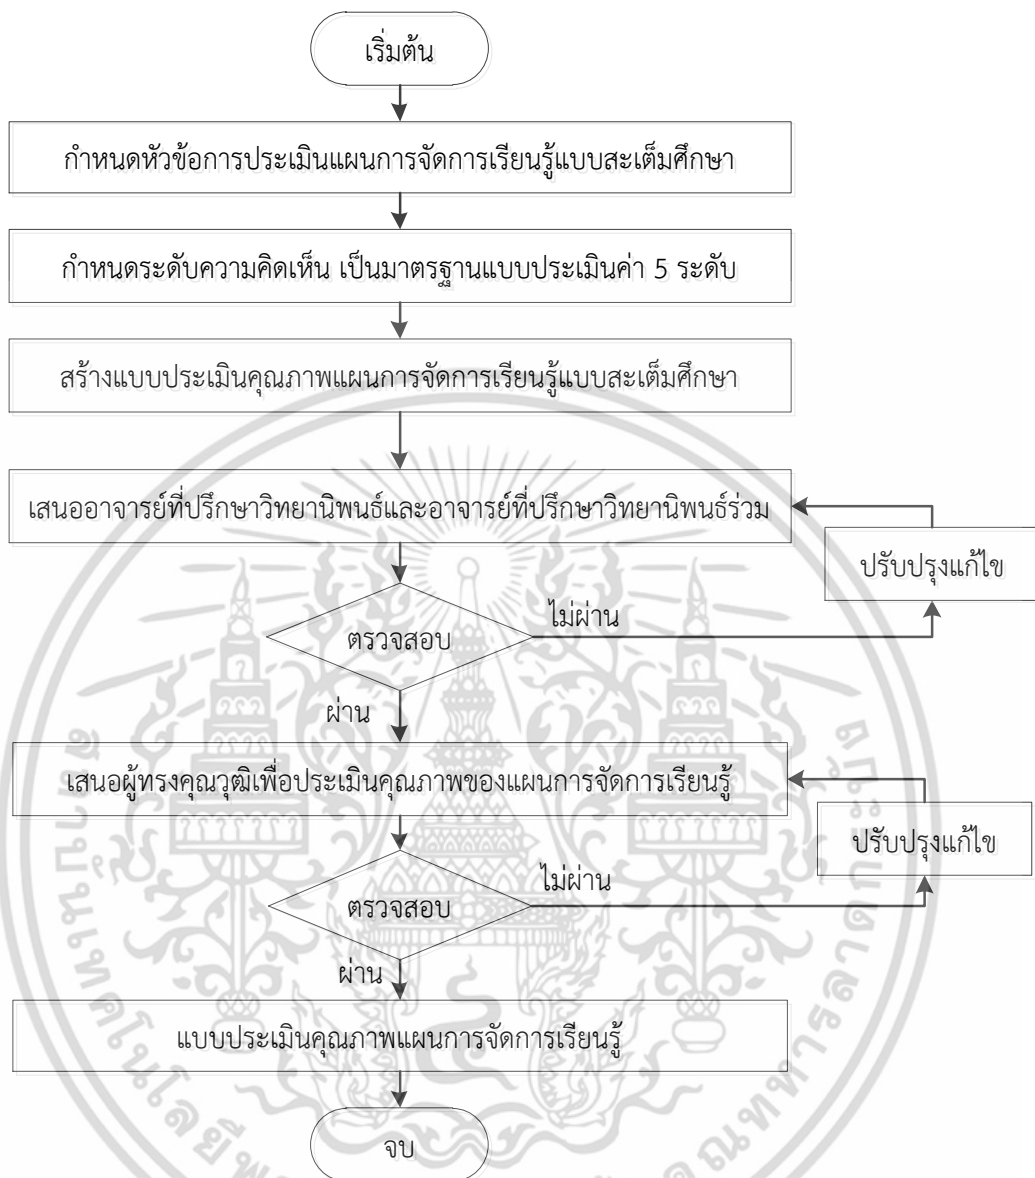 เริ่มต้น
กำหนดหัวข้อการประเมินแผนการจัดการเรียนรู้แบบสะเต็มศึกษา
กำหนดระดับความคิดเห็น เป็นมาตรฐานแบบประเมินค่า 5 ระดับ
สร้างแบบประเมินคุณภาพแผนการจัดการเรียนรู้แบบสะเต็มศึกษา
เสนออาจารย์ที่ปรึกษาวิทยานิพนธ์และอาจารย์ที่ปรึกษาวิทยานิพนธ์ร่วม
ปรับปรุงแก้ไข
ไม่ผ่าน
ตรวจสอบ
ผ่าน
เสนอผู้ทรงคุณวุฒิเพื่อประเมินคุณภาพของแผนการจัดการเรียนรู้
ปรับปรุงแก้ไข
ไม่ผ่าน
ตรวจสอบ
ผ่าน
แบบประเมินคุณภาพแผนการจัดการเรียนรู้
จบ